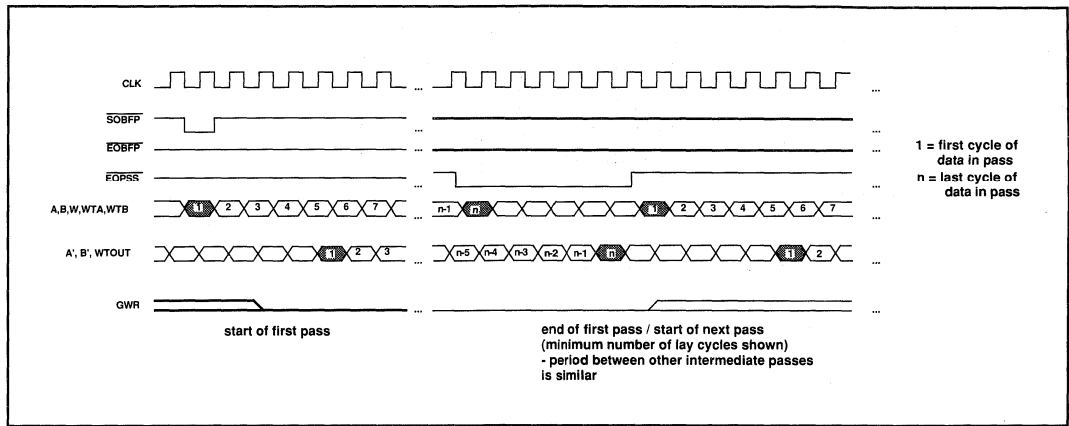 CLK ... ...
SOBFP ... ...
EOBFP ... ...
EOPSS ... ...
A,B,W,WTA,WTB 1 2 3 4 5 6 7 ... n-1 n 1 2 3 4 5 6 7 ...
A', B', WTOUT 1 2 3 ... n-5 n-4 n-3 n-2 n-1 n 1 2 ...
GWR ... ...
1 = first cycle of
data in pass
n = last cycle of
data in pass
start of first pass
end of first pass / start of next pass
(minimum number of lay cycles shown)
- period between other intermediate passes
is similar